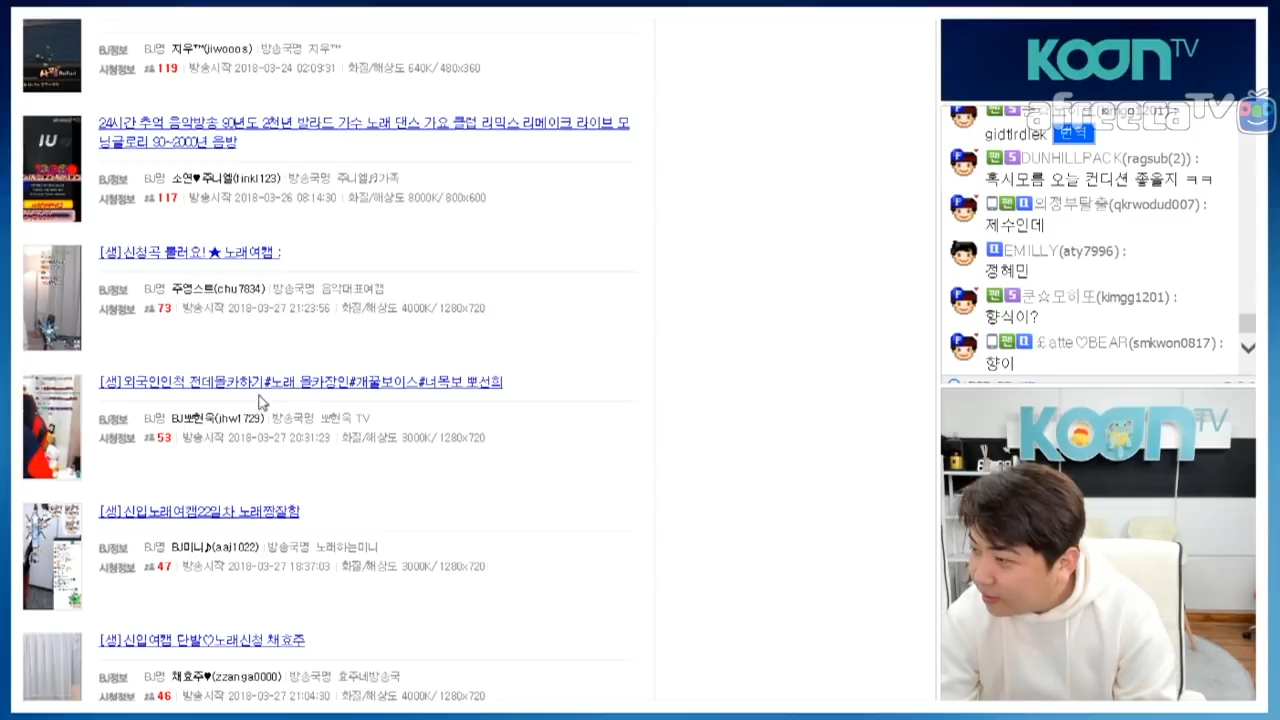 BJ정보 BJ명 지우™(jiwooos) | 방송국명 지우™
시청정보 119 | 방송시작 2018-03-24 02:09:31 | 화질/해상도 640K/ 480x360
24시간 추억 음악방송 90년도 2천년 발라드 가수 노래 댄스 가요 클럽 리믹스 리메이크 라이브 모
닝글로리 90~2000년 음방
BJ정보 BJ명 소연♥쥬니엘(tinkl123) 방송국명 쥬니엘♬가족
시청정보 117 | 방송시작 2018-03-26 08:14:30 | 화질/해상도 8000K/ 800x600
[생]신청곡 불러요!★노래여캠 :
BJ정보 BJ명 주영스트(chu7834) | 방송국명 음악대표여캠
시청정보 73 | 방송시작 2018-03-27 21:23:56 | 화질/해상도 4000K/ 1280x720
[생]외국인인척 전데몰카하기#노래 몰카장인#개꿀보이스#너목보 뽀선희
BJ정보 BJ명 BJ뽀현욱(jhw1729) | 방송국명 뽀현욱 TV
시청정보 53 | 방송시작 2018-03-27 20:31:23 | 화질/해상도 3000K/ 1280x720
[생]신입노래여캠22일차 노래짱잘함
BJ정보 BJ명 BJ미니♪(aaj1022) | 방송국명 노래하는미니
시청정보 47 | 방송시작 2018-03-27 18:37:03 | 화질/해상도 3000K/ 1280x720
[생]신입여캠 단발♡노래신청 채효주
BJ정보 BJ명 채효주♥(zzanga0000) | 방송국명 효주네방송국
시청정보 46 | 방송시작 2018-03-27 21:04:30 | 화질/해상도 4000K/ 1280x720
IU
KOONTV
afreecaTV
gidtlrdlek 번역
팬 S DUNHILLPACK(ragsub(2)) :
혹시모름 오늘 컨디션 좋을지 ㅋㅋ
팬 의정부탈출(qkrwodud007) :
제수인데
EMILLY(aty7996) :
정혜민
팬 S 쿤☆모히또(kimgg1201) :
향식이?
팬 £atte♡BEAR(smkwon0817) :
향이
KOONTV